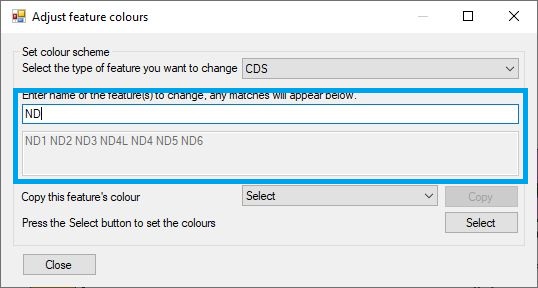 Adjust feature colours
Set colour scheme
Select the type of feature you want to change CDS
Enter name of the feature(s) to change, any matches will appear below.
ND
ND1 ND2 ND3 ND4L ND4 ND5 ND6
Copy this feature's colour Select Copy
Press the Select button to set the colours Select
Close